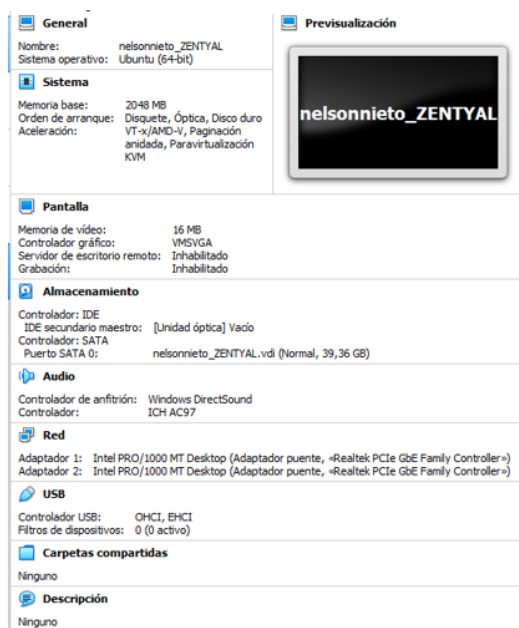 General
Nombre: nelsonnieto_ZENTYAL
Sistema operativo: Ubuntu (64-bit)
Previsualización
nelsonnieto_ZENTYAL
Sistema
Memoria base: 2048 MB
Orden de arranque: Disquete, Óptica, Disco duro
Aceleración: VT-x/AMD-V, Paginación
anidada, Paravirtualización
KVM
Pantalla
Memoria de vídeo: 16 MB
Controlador gráfico: VMSVGA
Servidor de escritorio remoto: Inhabilitado
Grabación: Inhabilitado
Almacenamiento
Controlador: IDE
IDE secundario maestro: [Unidad óptica] Vacío
Controlador: SATA
Puerto SATA 0: nelsonnieto_ZENTYAL.vdi (Normal, 39,36 GB)
Audio
Controlador de anfitrión: Windows DirectSound
Controlador: ICH AC97
Red
Adaptador 1: Intel PRO/1000 MT Desktop (Adaptador puente, «Realtek PCIe GbE Family Controller»)
Adaptador 2: Intel PRO/1000 MT Desktop (Adaptador puente, «Realtek PCIe GbE Family Controller»)
USB
Controlador USB: OHCI, EHCI
Filtros de dispositivos: 0 (0 activo)
Carpetas compartidas
Ninguno
Descripción
Ninguno